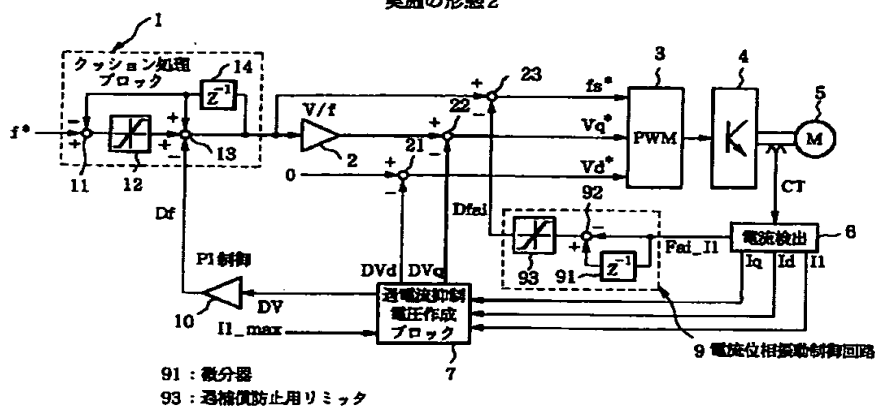 実施の形態2
1
クッション処理
ブロック
14
Z⁻¹
f*
11
12
13
V/f
2
0
21
22
23
fs*
Vq*
Vd*
3
PWM
4
5
M
CT
電流検出
6
Iq
Id
I1
Fai_I1
92
91
Z⁻¹
93
Dfai
9 電流位相振動制御回路
Df
PI制御
10
DV
DVd
DVq
過電流抑制
電圧作成
ブロック
7
I1_max
91：微分器
93：過補償防止用リミッタ